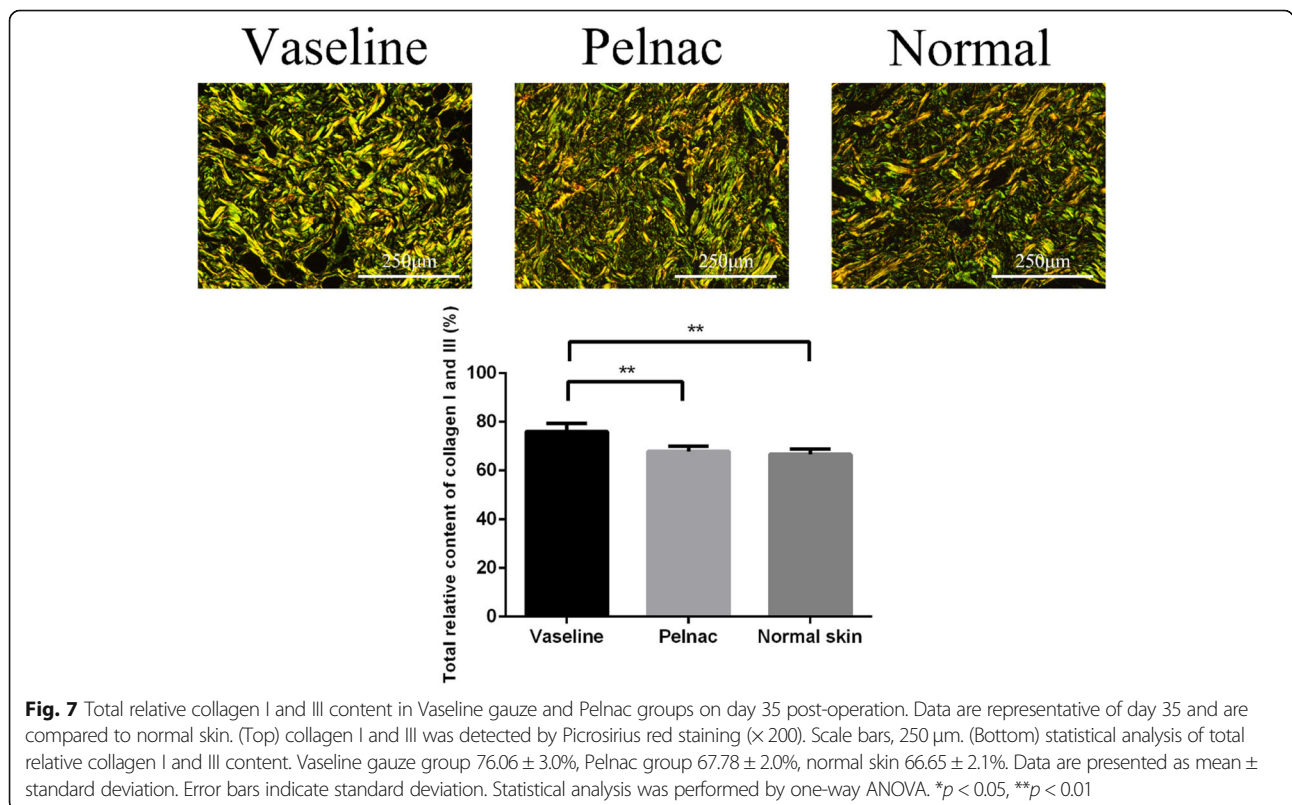 Vaseline Pelnac Normal
250μm 250μm 250μm
Total relative content of collagen I and III (%)
**
**
100
80
60
40
20
0
Vaseline Pelnac Normal skin
Fig. 7 Total relative collagen I and III content in Vaseline gauze and Pelnac groups on day 35 post-operation. Data are representative of day 35 and are
compared to normal skin. (Top) collagen I and III was detected by Picrosirius red staining (× 200). Scale bars, 250 μm. (Bottom) statistical analysis of total
relative collagen I and III content. Vaseline gauze group 76.06 ± 3.0%, Pelnac group 67.78 ± 2.0%, normal skin 66.65 ± 2.1%. Data are presented as mean ±
standard deviation. Error bars indicate standard deviation. Statistical analysis was performed by one-way ANOVA. *p < 0.05, **p < 0.01